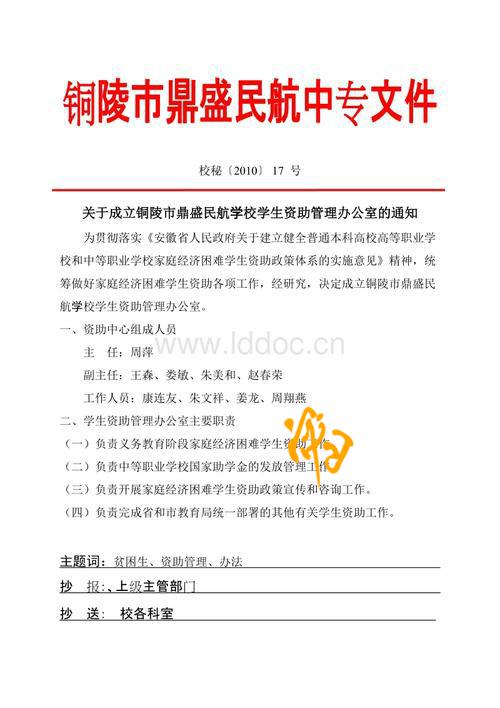 铜陵市鼎盛民航中专文件
校秘〔2010〕17 号
关于成立铜陵市鼎盛民航学校学生资助管理办公室的通知
为贯彻落实《安徽省人民政府关于建立健全普通本科高校高等职业学
校和中等职业学校家庭经济困难学生资助政策体系的实施意见》精神，统
筹做好家庭经济困难学生资助各项工作，经研究，决定成立铜陵市鼎盛民
航学校学生资助管理办公室。
一、资助中心组成人员
www.lddoc.cn
主　任：周萍
副主任：王森、娄敏、朱美和、赵春荣
工作人员：康连友、朱文祥、姜龙、周翔燕
二、学生资助管理办公室主要职责
（一）负责义务教育阶段家庭经济困难学生资助工作
（二）负责中等职业学校国家助学金的发放管理工作
（三）负责开展家庭经济困难学生资助政策宣传和咨询工作。
（四）负责完成省和市教育局统一部署的其他有关学生资助工作。
主题词：贫困生、资助管理、办法
抄　报：、上级主管部门
抄　送：　校各科室